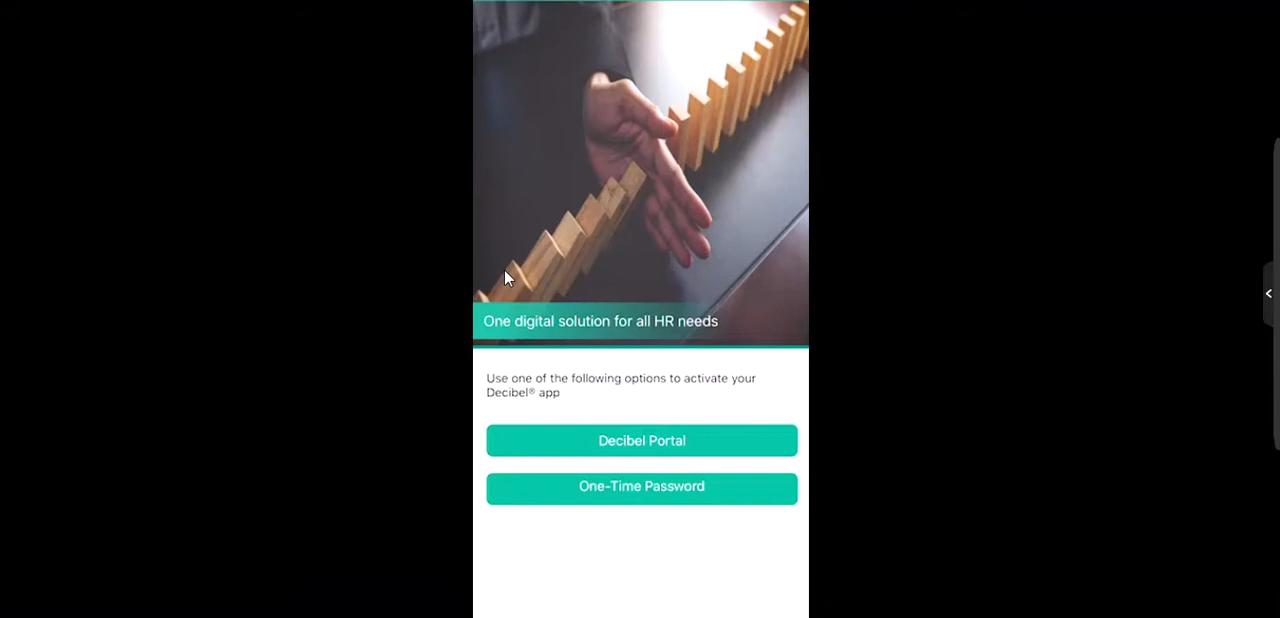 One digital solution for all HR needs
Use one of the following options to activate your
Decibel® app
Decibel Portal
One-Time Password